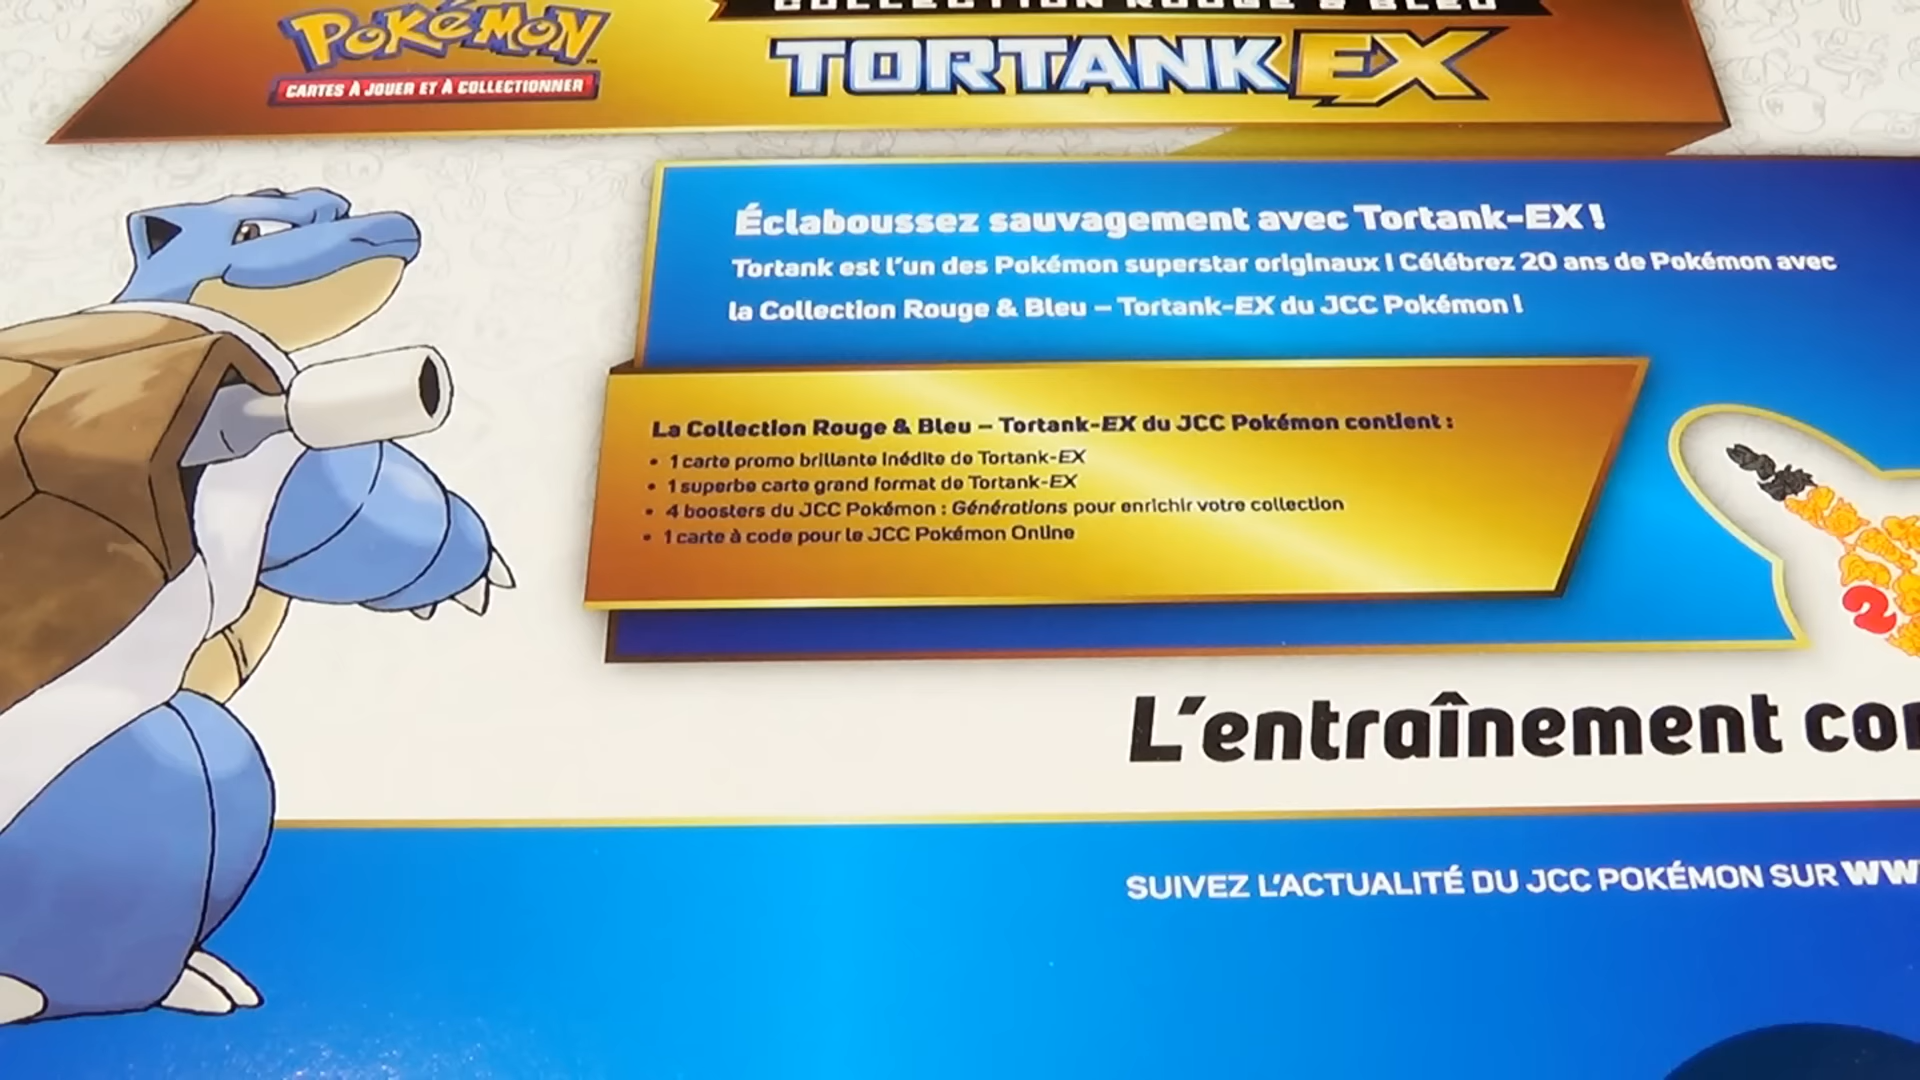 COLLECTION ROUGE & BLEU
POKéMON
TORTANK EX
CARTES À JOUER ET À COLLECTIONNER
Éclaboussez sauvagement avec Tortank-EX !
Tortank est l'un des Pokémon superstar originaux ! Célébrez 20 ans de Pokémon avec
la Collection Rouge & Bleu – Tortank-EX du JCC Pokémon !
La Collection Rouge & Bleu – Tortank-EX du JCC Pokémon contient :
• 1 carte promo brillante inédite de Tortank-EX
• 1 superbe carte grand format de Tortank-EX
• 4 boosters du JCC Pokémon : Générations pour enrichir votre collection
• 1 carte à code pour le JCC Pokémon Online
2
L'entraînement
SUIVEZ L'ACTUALITÉ DU JCC POKÉMON SUR